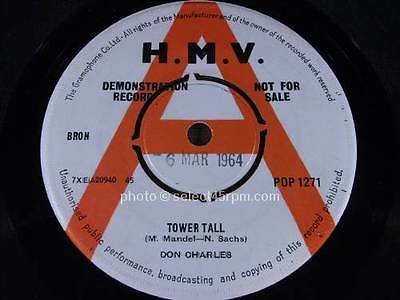 The Gramophone Co. Ltd.-All rights of the Manufacturer and of the owner of the recorded work reserved
H.M.V.
DEMONSTRATION NOT FOR
RECORD SALE
BRON
6 MAR 1964
7XEA20940 45
POP 1271
photo @ select45rpm.com
TOWER TALL
(M. Mandel—N. Sachs)
DON CHARLES
Unauthorised public performance, broadcasting and copying of this record prohibited